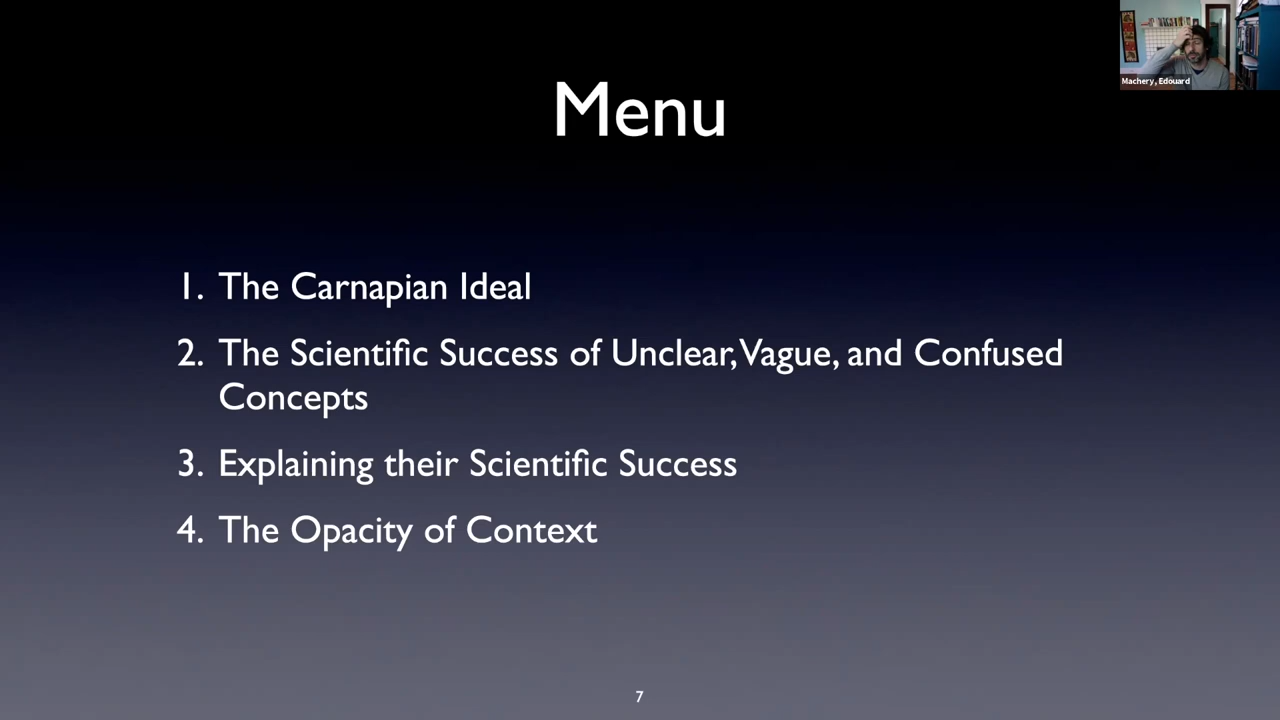 Machery, Edouard
Menu
1. The Carnapian Ideal
2. The Scientific Success of Unclear, Vague, and Confused
Concepts
3. Explaining their Scientific Success
4. The Opacity of Context
7